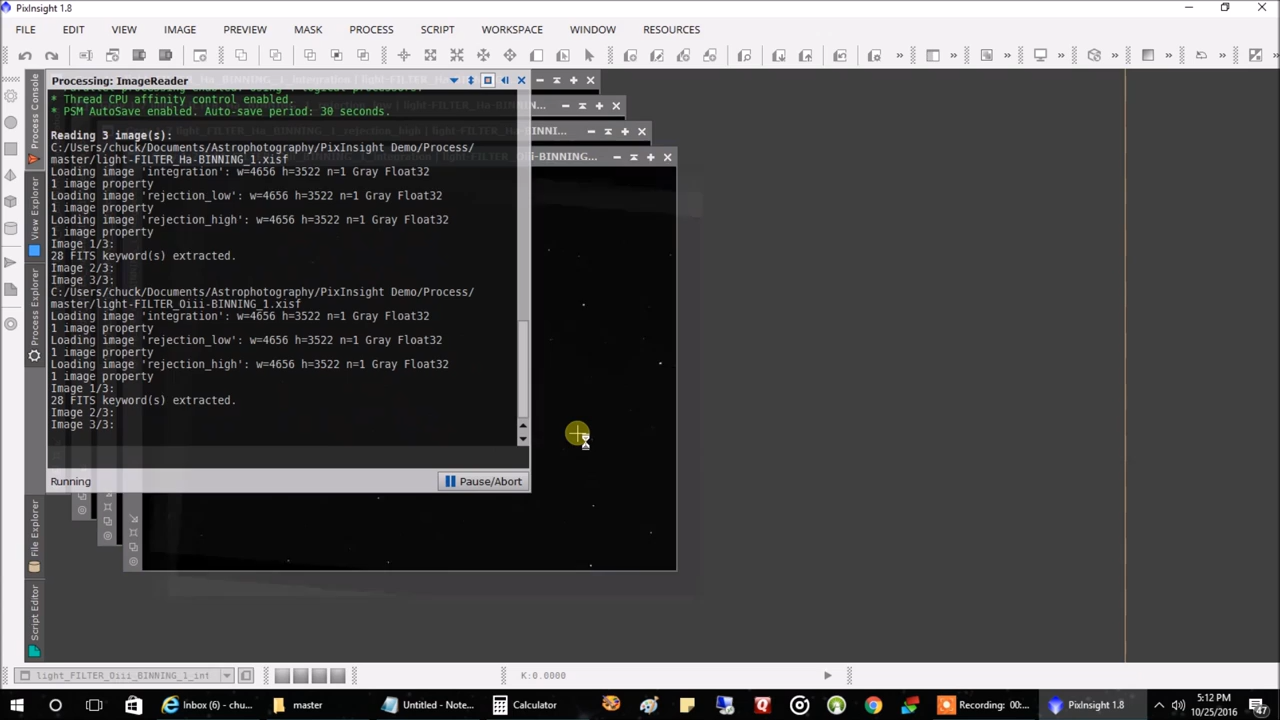 PixInsight 1.8
FILE EDIT VIEW IMAGE PREVIEW PROCESS MASK SCRIPT WORKSPACE WINDOW RESOURCES
Processing: ImageReader
BINNING_1_integration | light-FILTER_
* Thread CPU affinity control enabled.
* PSM AutoSave enabled. Auto-save period: 30 seconds.
Reading 3 image(s):
C:/Users/chuck/Documents/Astrophotography/PixInsight Demo/Process/
master/light-FILTER_Ha-BINNING_1.xisf
Loading image 'integration': w=4656 h=3522 n=1 Gray Float32
1 image property
Loading image 'rejection_low': w=4656 h=3522 n=1 Gray Float32
1 image property
Loading image 'rejection_high': w=4656 h=3522 n=1 Gray Float32
1 image property
Image 1/3:
28 FITS keyword(s) extracted.
Image 2/3:
Image 3/3:
C:/Users/chuck/Documents/Astrophotography/PixInsight Demo/Process/
master/light-FILTER_Oiii-BINNING_1.xisf
Loading image 'integration': w=4656 h=3522 n=1 Gray Float32
1 image property
Loading image 'rejection_low': w=4656 h=3522 n=1 Gray Float32
1 image property
Loading image 'rejection_high': w=4656 h=3522 n=1 Gray Float32
1 image property
Image 1/3:
28 FITS keyword(s) extracted.
Image 2/3:
Image 3/3:
Running
Pause/Abort
Process Console
View Explorer
Process Explorer
File Explorer
Script Editor
light_FILTER_Oiii_BINNING_1_int
K:0.0000
Inbox (6) - chu...
master
Untitled - Note...
Calculator
Recording: 00:...
PixInsight 1.8
5:12 PM
10/25/2016
47